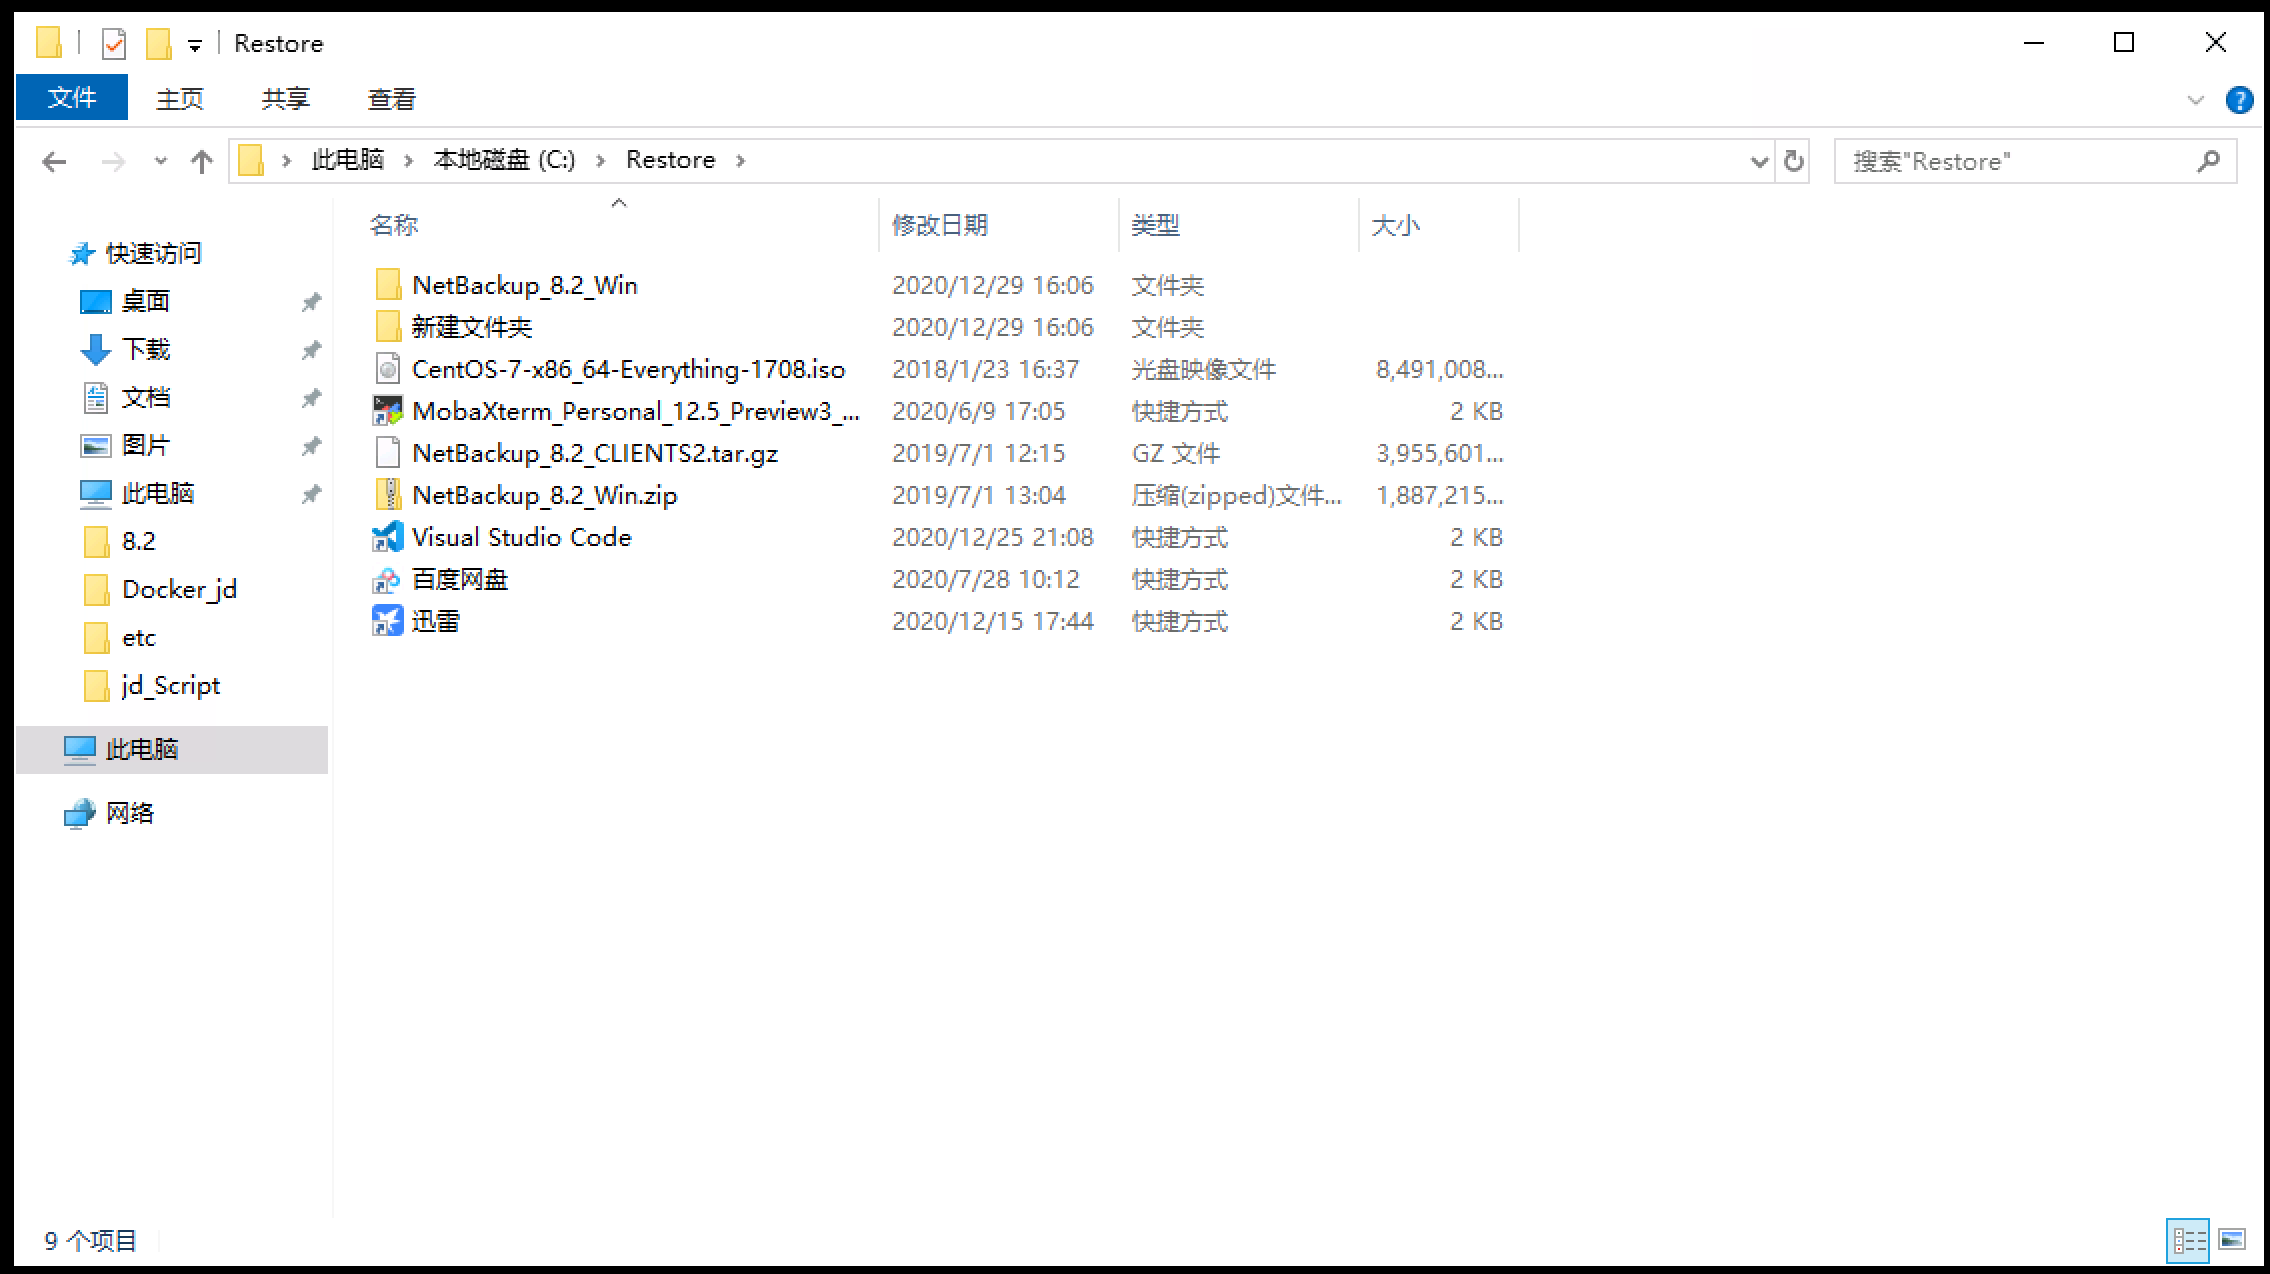 Restore
文件 主页 共享 查看
此电脑 本地磁盘 (C:) Restore 搜索"Restore"
名称 修改日期 类型 大小
快速访问
桌面
下载
文档
图片
此电脑
8.2
Docker_jd
etc
jd_Script
此电脑
网络
NetBackup_8.2_Win 2020/12/29 16:06 文件夹
新建文件夹 2020/12/29 16:06 文件夹
CentOS-7-x86_64-Everything-1708.iso 2018/1/23 16:37 光盘映像文件 8,491,008...
MobaXterm_Personal_12.5_Preview3_... 2020/6/9 17:05 快捷方式 2 KB
NetBackup_8.2_CLIENTS2.tar.gz 2019/7/1 12:15 GZ 文件 3,955,601...
NetBackup_8.2_Win.zip 2019/7/1 13:04 压缩(zipped)文件... 1,887,215...
Visual Studio Code 2020/12/25 21:08 快捷方式 2 KB
百度网盘 2020/7/28 10:12 快捷方式 2 KB
迅雷 2020/12/15 17:44 快捷方式 2 KB
9 个项目